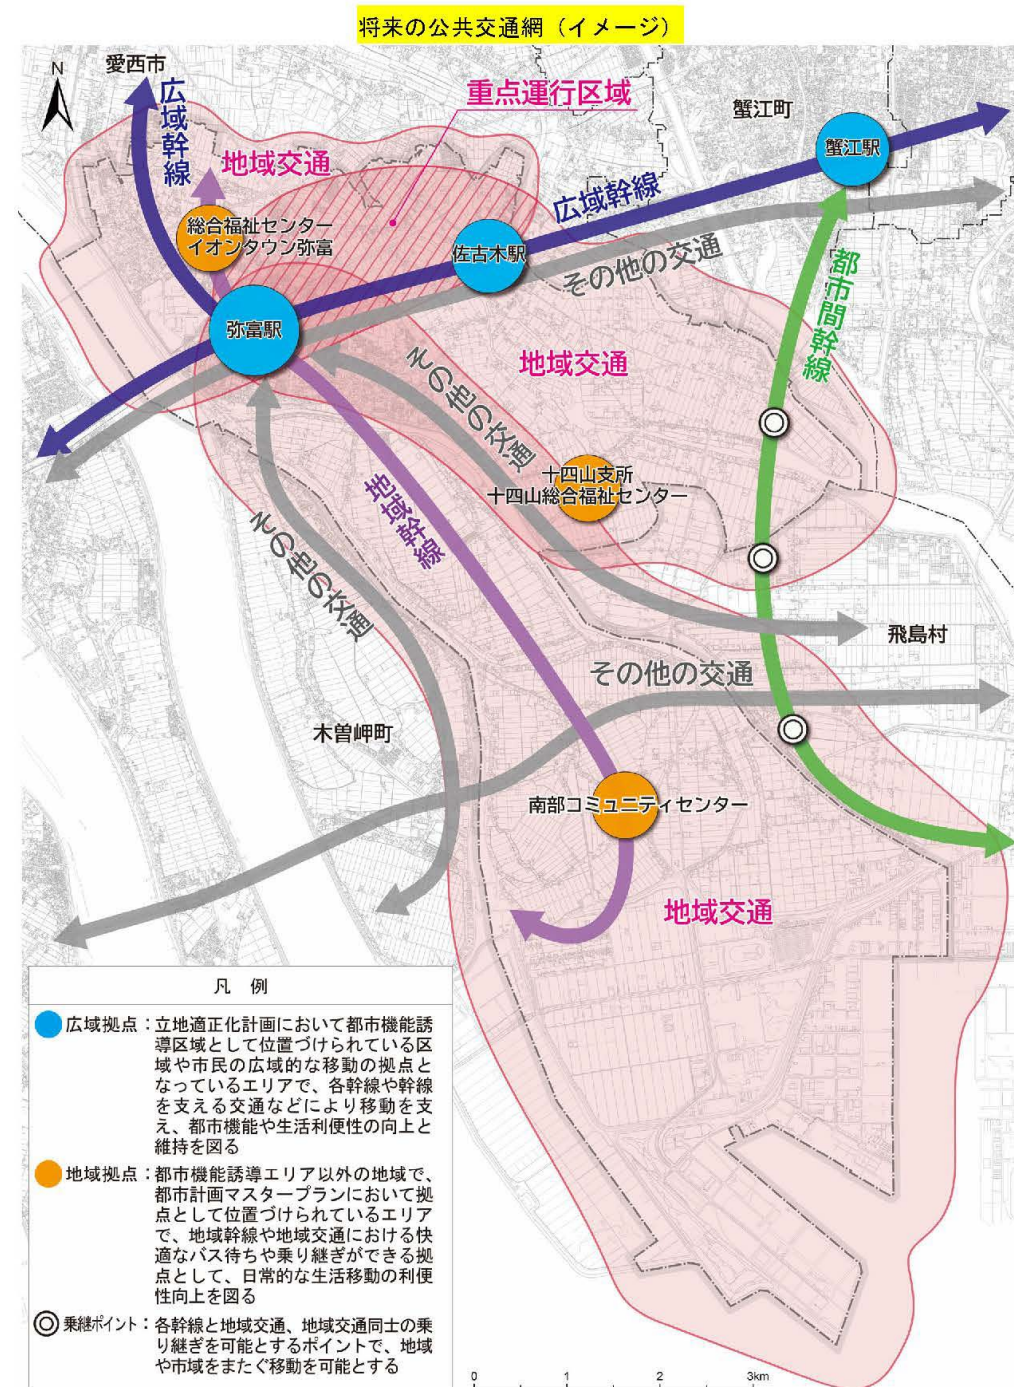 将来の公共交通網（イメージ）
N
愛西市
広域幹線
重点運行区域
蟹江町
地域交通
蟹江駅
総合福祉センター
イオンタウン弥富
広域幹線
佐古木駅
その他の交通
都市間幹線
弥富駅
地域交通
その他の交通
十四山支所
十四山総合福祉センター
地域幹線
その他の交通
飛島村
その他の交通
木曽岬町
南部コミュニティセンター
地域交通
凡 例
広域拠点：立地適正化計画において都市機能誘
導区域として位置づけられている区
域や市民の広域的な移動の拠点と
なっているエリアで、各幹線や幹線
を支える交通などにより移動を支
え、都市機能や生活利便性の向上と
維持を図る
地域拠点：都市機能誘導エリア以外の地域で、
都市計画マスタープランにおいて拠
点として位置づけられているエリア
で、地域幹線や地域交通における快
適なバス待ちや乗り継ぎができる拠
点として、日常的な生活移動の利便
性向上を図る
乗継ポイント：各幹線と地域交通、地域交通同士の乗
り継ぎを可能とするポイントで、地域
や市域をまたぐ移動を可能とする
0 1 2 3km